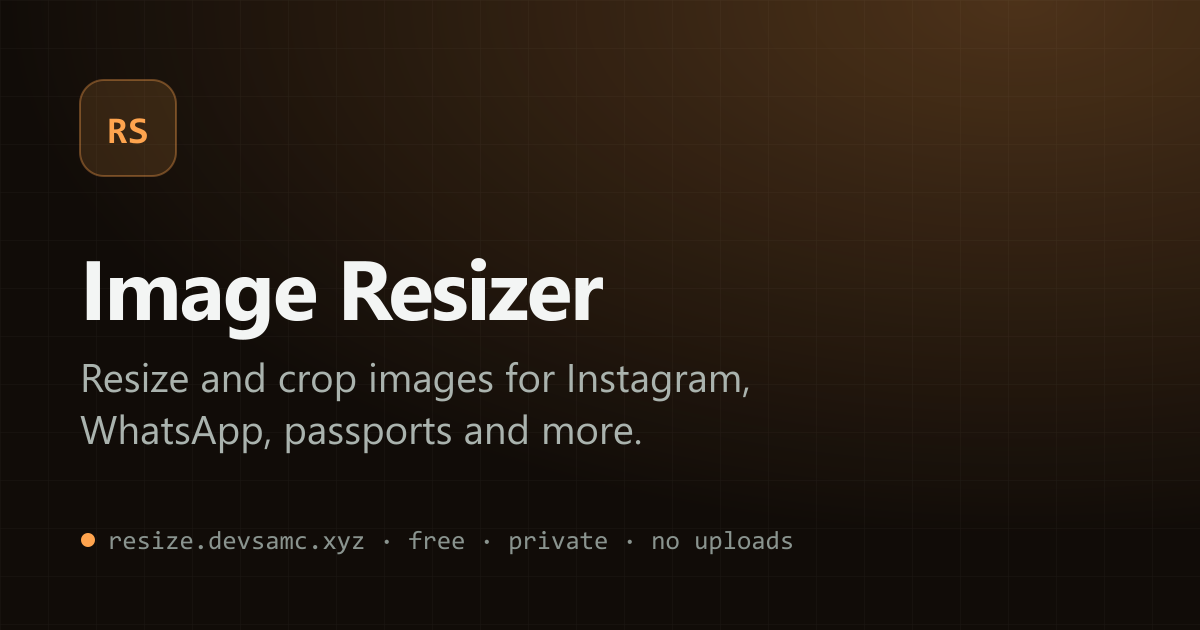 RS
Image Resizer
Resize and crop images for Instagram,
WhatsApp, passports and more.
resize.devsamc.xyz · free · private · no uploads